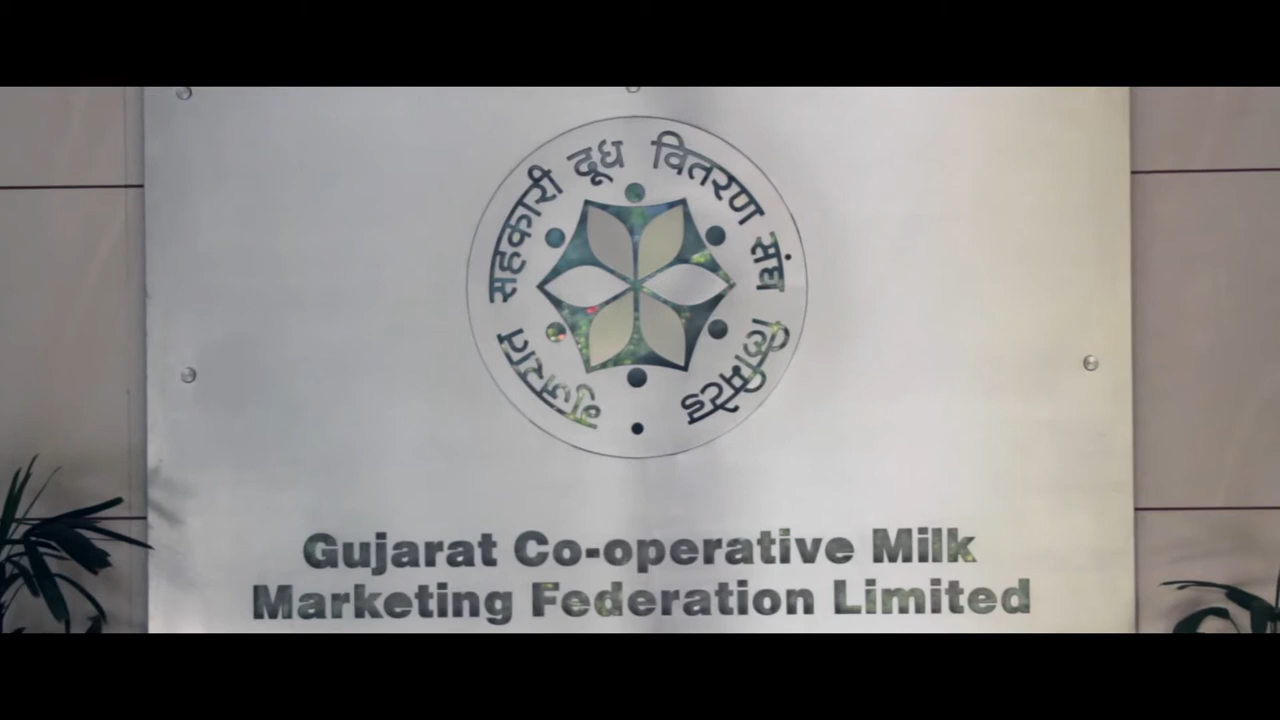 गुजरात सहकारी दूध वितरण संघ लिमिटेड
Gujarat Co-operative Milk
Marketing Federation Limited